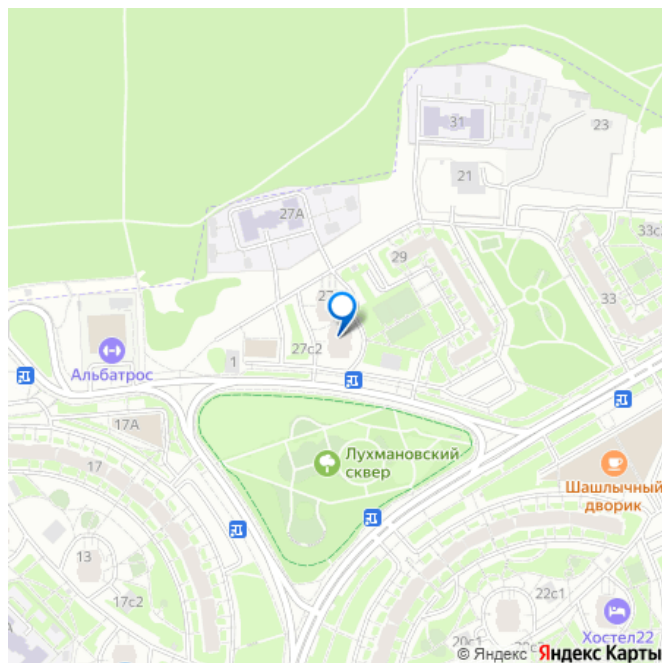 31
23
21
27А
33с
29
27
33
27с2
1
Альбатрос
17А
Лухмановский
сквер
17
Шашлычный
дворик
13
22с1
17с2
20с1
Хостел22
© Яндекс Яндекс Карты